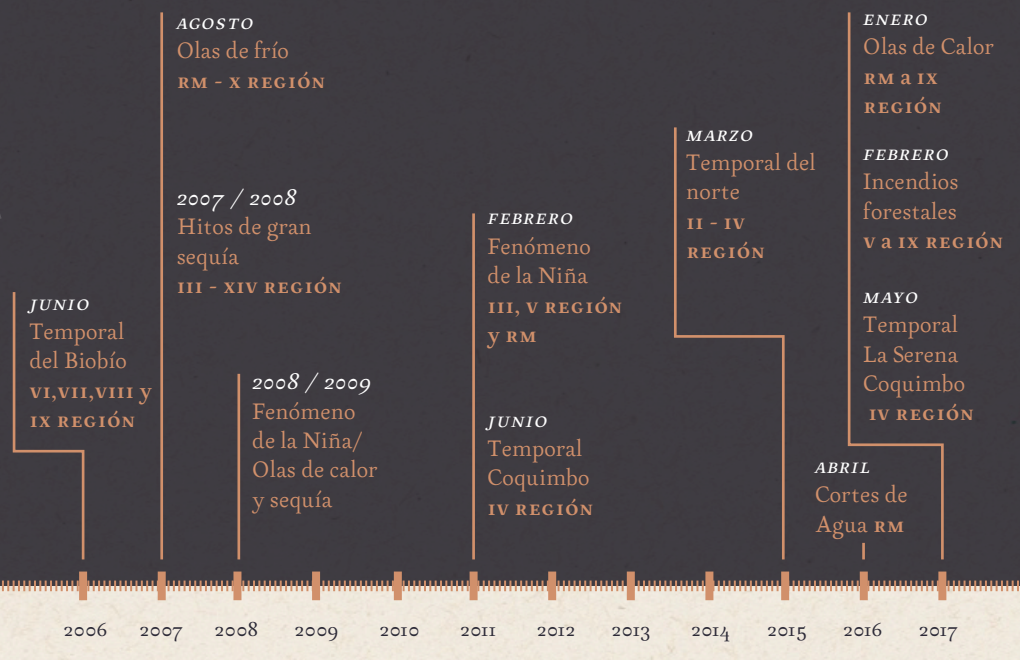 JUNIO
Temporal
del Biobío
VI,VII,VIII y
IX REGIÓN
AGOSTO
Olas de frío
RM - X REGIÓN
2007 / 2008
Hitos de gran
sequía
III - XIV REGIÓN
2008 / 2009
Fenómeno
de la Niña/
Olas de calor
y sequía
FEBRERO
Fenómeno
de la Niña
III, V REGIÓN
y RM
JUNIO
Temporal
Coquimbo
IV REGIÓN
MARZO
Temporal del
norte
II - IV
REGIÓN
ABRIL
Cortes de
Agua RM
ENERO
Olas de Calor
RM a IX
REGIÓN
FEBRERO
Incendios
forestales
V a IX REGIÓN
MAYO
Temporal
La Serena
Coquimbo
IV REGIÓN
2006 2007 2008 2009 2010 2011 2012 2013 2014 2015 2016 2017